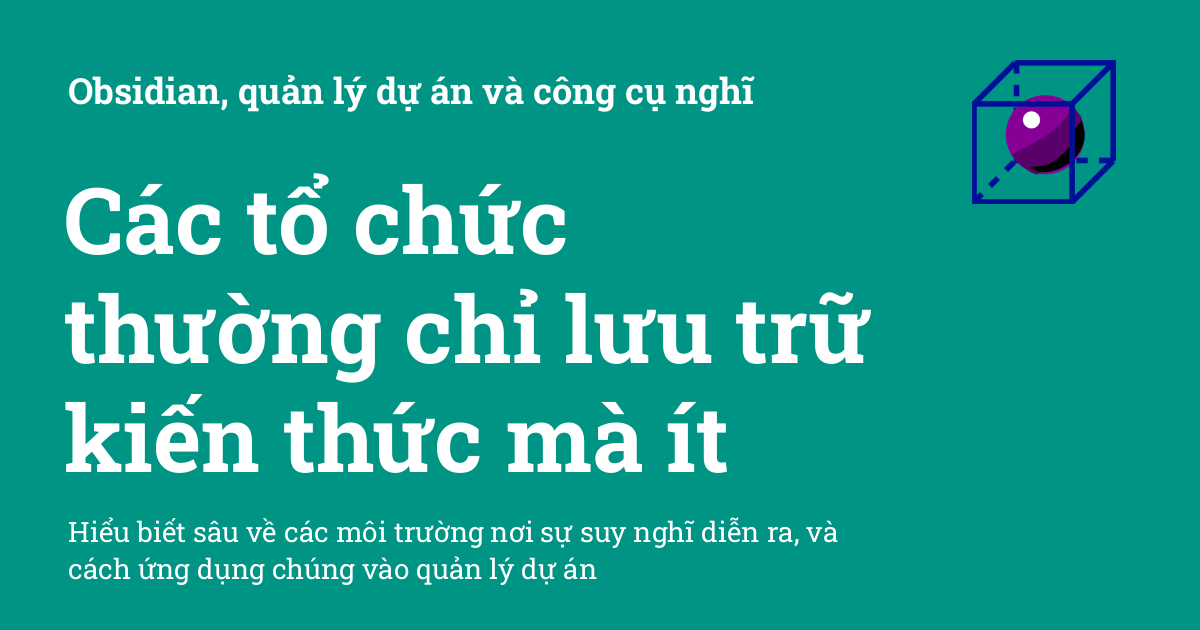 Obsidian, quản lý dự án và công cụ nghĩ
Các tổ chức
thường chỉ lưu trữ
kiến thức mà ít
Hiểu biết sâu về các môi trường nơi sự suy nghĩ diễn ra, và
cách ứng dụng chúng vào quản lý dự án